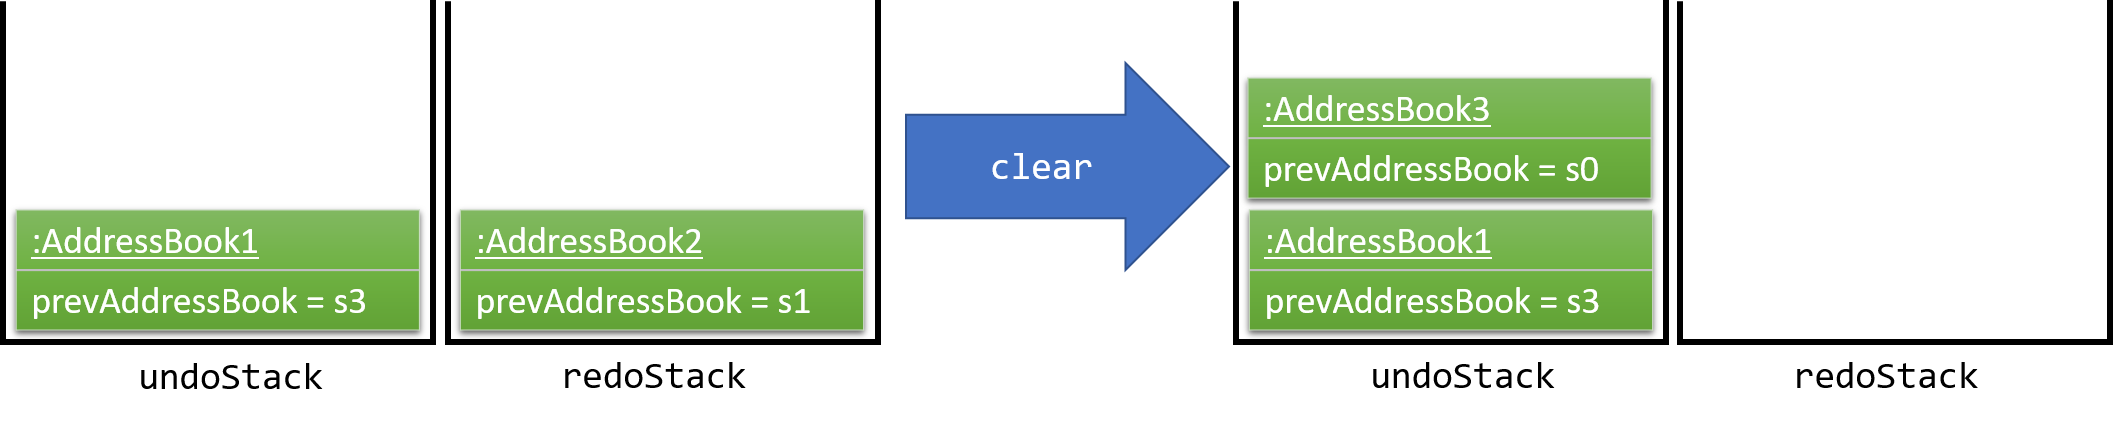 :AddressBook1
prevAddressBook = s3
undoStack
:AddressBook2
prevAddressBook = s1
redoStack
clear
:AddressBook3
prevAddressBook = s0
:AddressBook1
prevAddressBook = s3
undoStack
redoStack